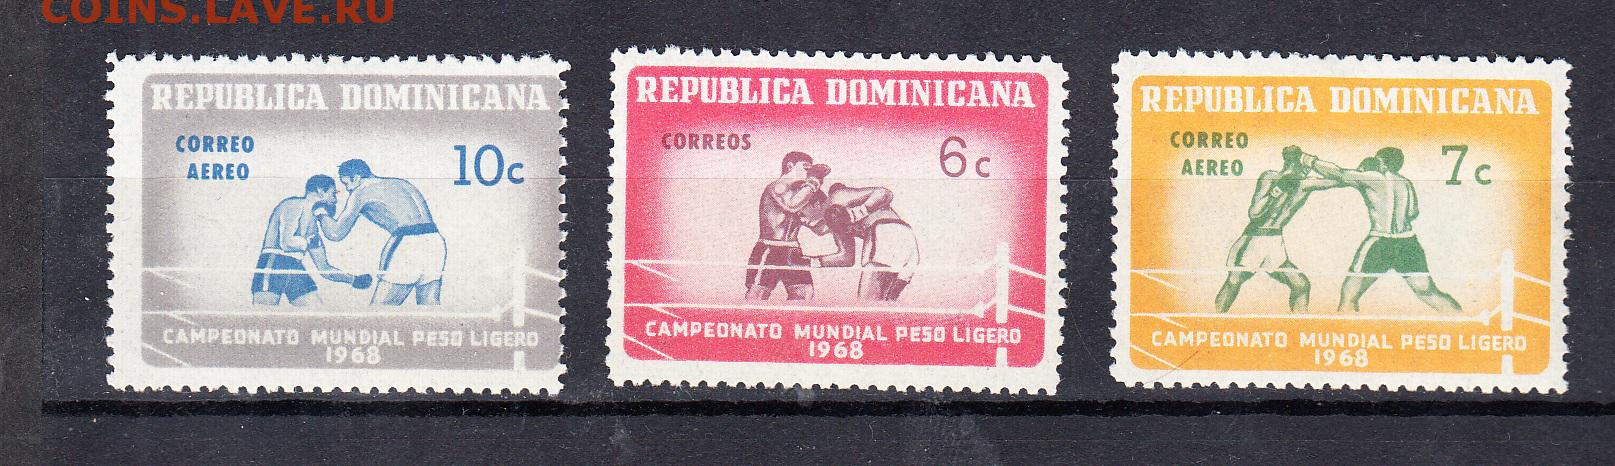 COINS.LAVE.RU
REPUBLICA DOMINICANA
CORREO
AEREO
10c
CAMPEONATO MUNDIAL PESO LIGERO
1968
REPUBLICA DOMINICANA
CORREOS
6c
CAMPEONATO MUNDIAL PESO LIGERO
1968
REPUBLICA DOMINICANA
CORREO
AEREO
7c
CAMPEONATO MUNDIAL PESO LIGERO
1968